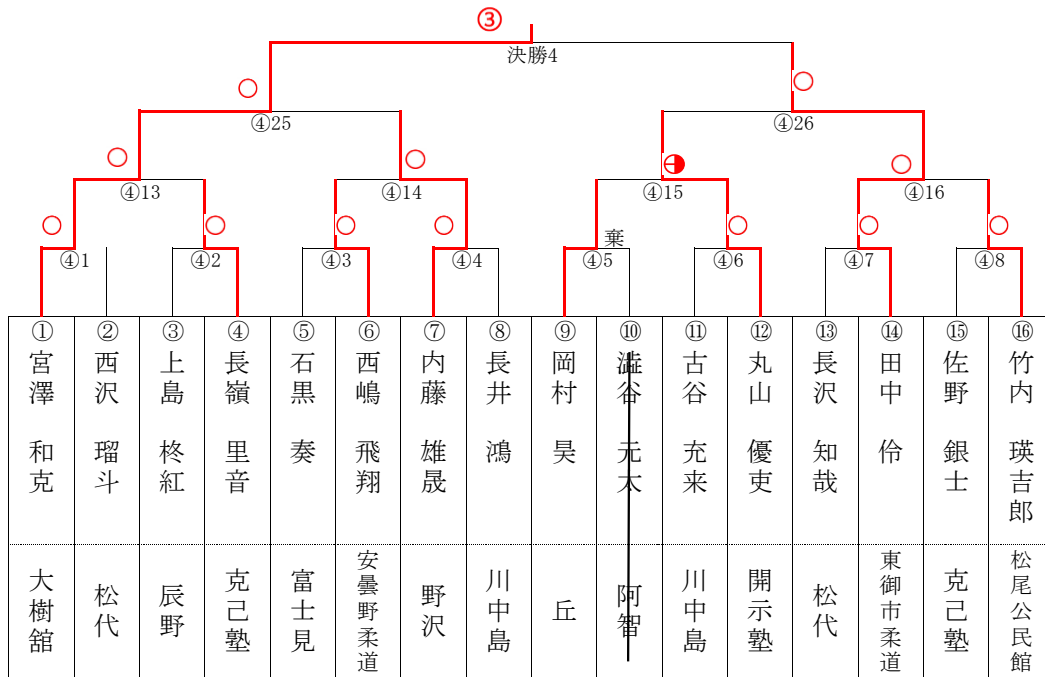 ③
決勝4
④25
④26
④13
④14
④15
④16
棄
④1
④2
④3
④4
④5
④6
④7
④8
① 宮澤 和克 大樹舘
② 西沢 瑠斗 松代
③ 上島 柊紅 辰野
④ 長嶺 里音 克己塾
⑤ 石黒 奏 富士見
⑥ 西嶋 飛翔 安曇野柔道
⑦ 内藤 雄晟 野沢
⑧ 長井 鴻 川中島
⑨ 岡村 昊 丘
⑩ 澁谷 元太 阿智
⑪ 古谷 充来 川中島
⑫ 丸山 優吏 開示塾
⑬ 長沢 知哉 松代
⑭ 田中 伶 東御市柔道
⑮ 佐野 銀士 克己塾
⑯ 竹内 瑛吉郎 松尾公民館